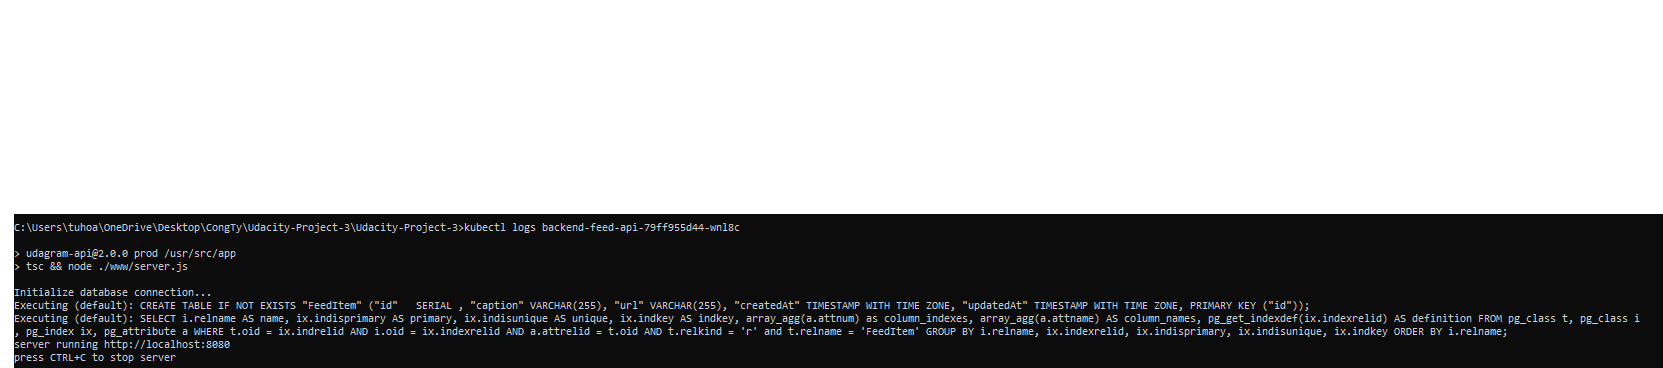 C:\Users\tuhoa\OneDrive\Desktop\CongTy\Udacity-Project-3\Udacity-Project-3>kubectl logs backend-feed-api-79ff955d44-wnl8c
> udagram-api@2.0.0 prod /usr/src/app
> tsc && node ./www/server.js
Initialize database connection...
Executing (default): CREATE TABLE IF NOT EXISTS "FeedItem" ("id"   SERIAL , "caption" VARCHAR(255), "url" VARCHAR(255), "createdAt" TIMESTAMP WITH TIME ZONE, "updatedAt" TIMESTAMP WITH TIME ZONE, PRIMARY KEY ("id"));
Executing (default): SELECT i.relname AS name, ix.indisprimary AS primary, ix.indisunique AS unique, ix.indkey AS indkey, array_agg(a.attnum) as column_indexes, array_agg(a.attname) AS column_names, pg_get_indexdef(ix.indexrelid) AS definition FROM pg_class t, pg_class i
, pg_index ix, pg_attribute a WHERE t.oid = ix.indrelid AND i.oid = ix.indexrelid AND a.attrelid = t.oid AND t.relkind = 'r' and t.relname = 'FeedItem' GROUP BY i.relname, ix.indexrelid, ix.indisprimary, ix.indisunique, ix.indkey ORDER BY i.relname;
server running http://localhost:8080
press CTRL+C to stop server